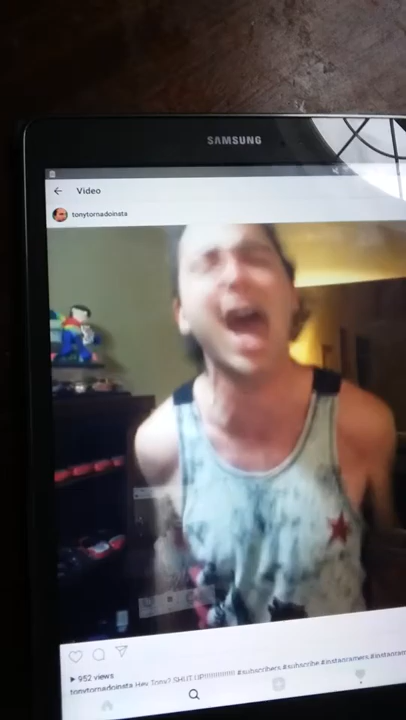 SAMSUNG
Video
tonytornadoinsta
952 views
tonytornadoinsta Hey Tony? SHUT UP!!!!!!!!!!! #subscribers #subscribe #instagramers #instagram